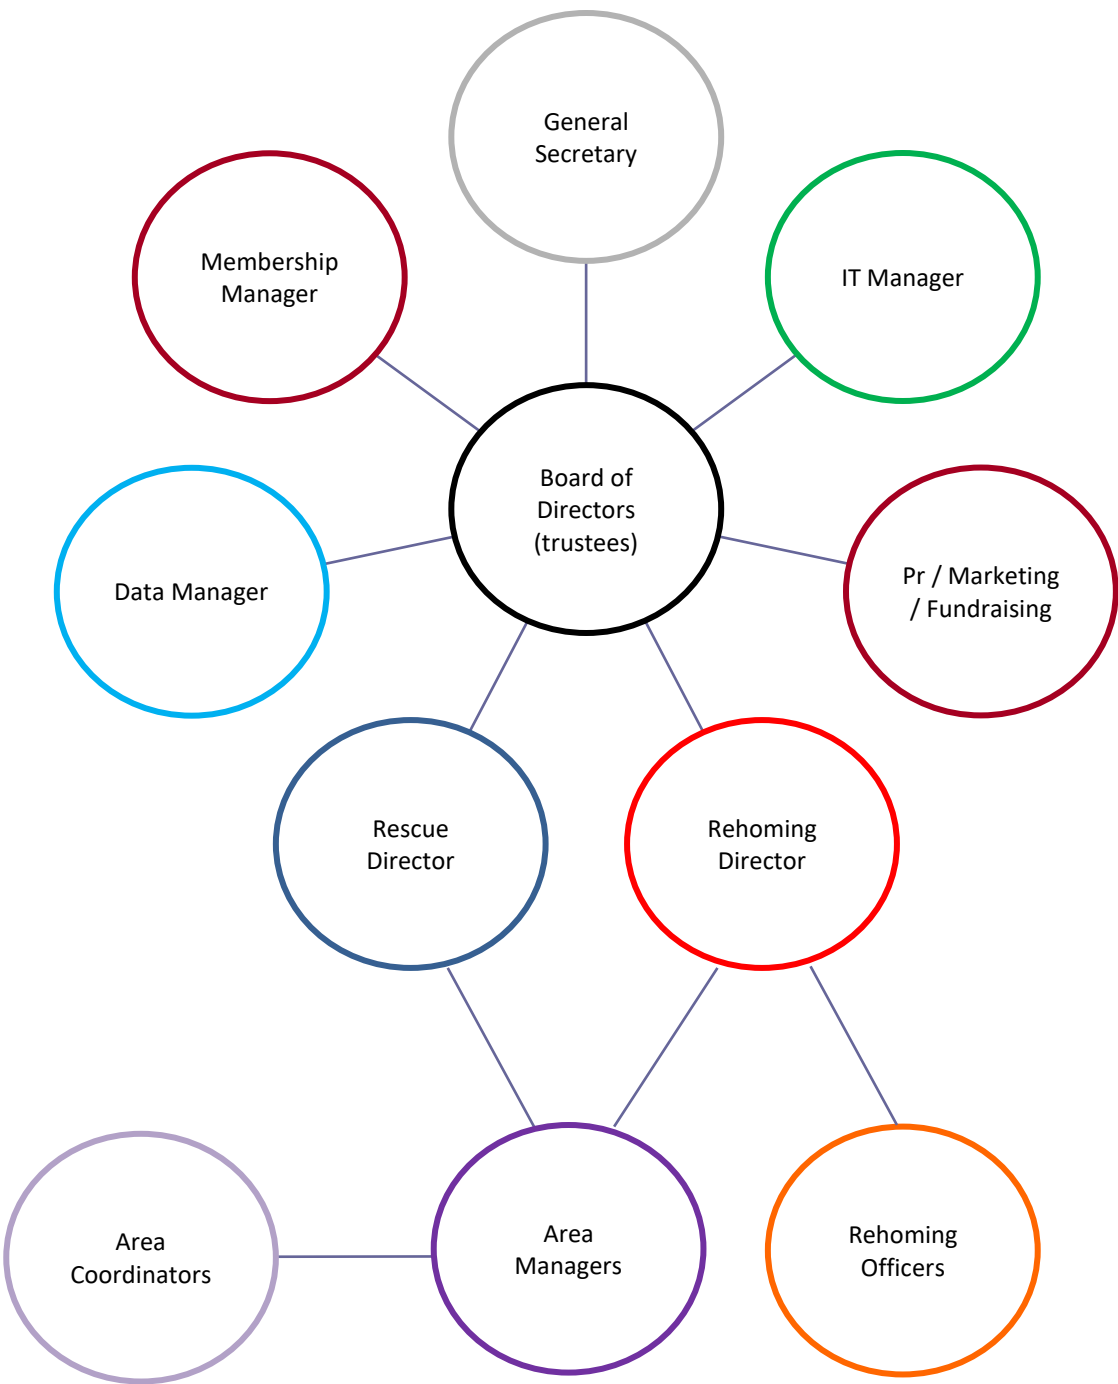 General
Secretary
Membership
Manager
IT Manager
Board of
Directors
(trustees)
Data Manager
Pr / Marketing
/ Fundraising
Rescue
Director
Rehoming
Director
Area
Coordinators
Area
Managers
Rehoming
Officers